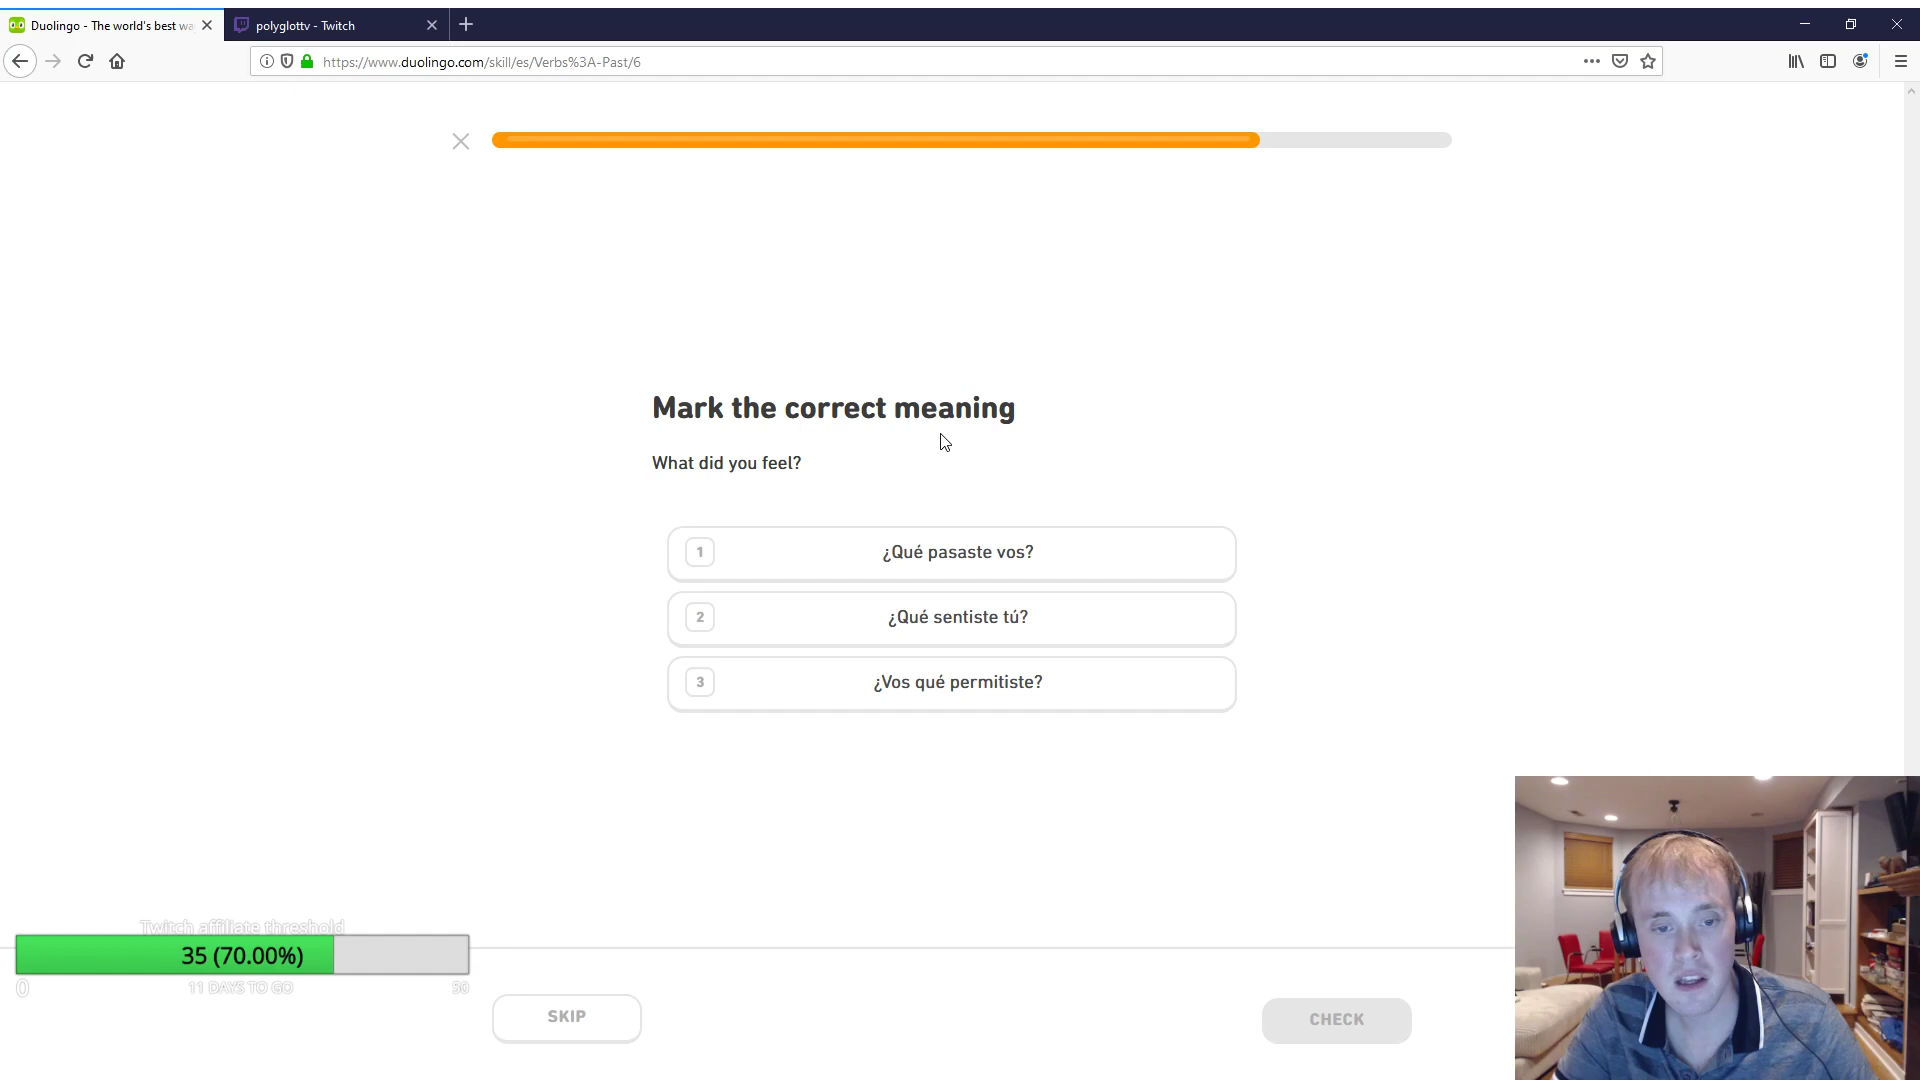 Duolingo - The world's best wa
polyglottv - Twitch
https://www.duolingo.com/skill/es/Verbs%3A-Past/6
Mark the correct meaning
What did you feel?
1 ¿Qué pasaste vos?
2 ¿Qué sentiste tú?
3 ¿Vos qué permitiste?
Twitch affiliate threshold
35 (70.00%)
0 11 DAYS TO GO 50
SKIP
CHECK